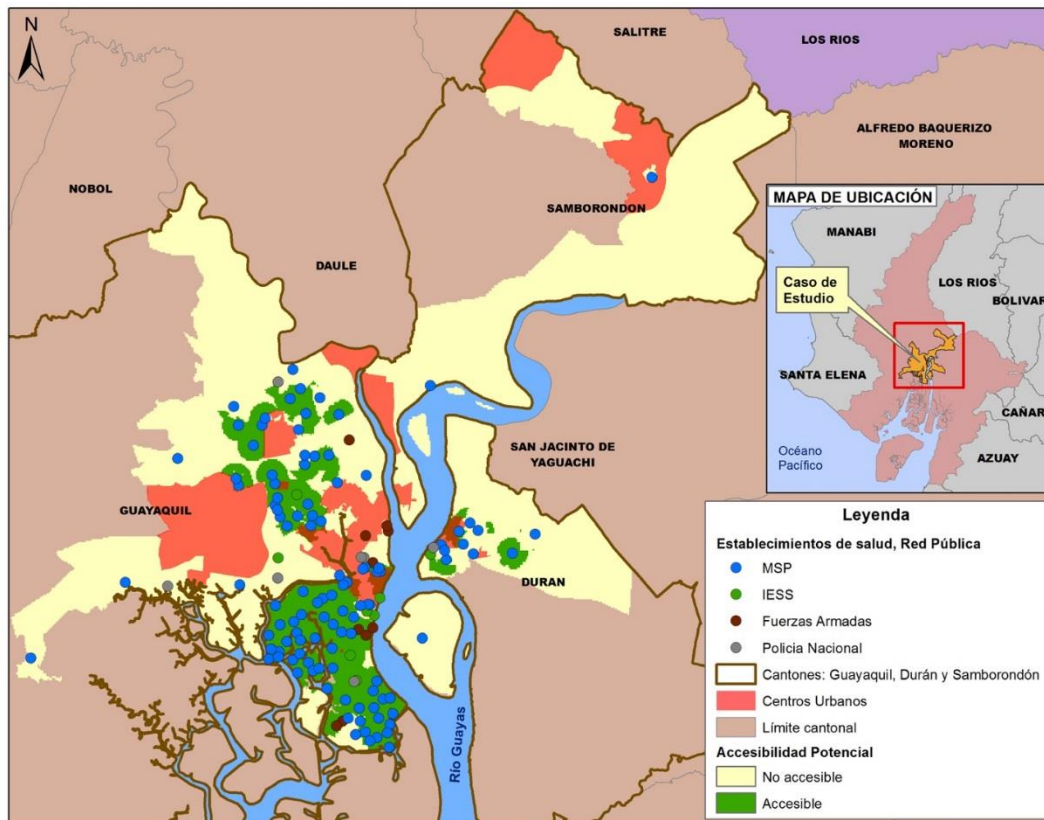 N
SALITRE
LOS RIOS
ALFREDO BAQUERIZO
MORENO
NOBOL
SAMBORONDON
DAULE
SAN JACINTO DE
YAGUACHI
GUAYAQUIL
DURAN
Río Guayas
MAPA DE UBICACIÓN
MANABI
Caso de
Estudio
LOS RIOS
BOLIVAR
SANTA ELENA
CAÑAR
Océano
Pacífico
AZUAY
Leyenda
Establecimientos de salud, Red Pública
MSP
IESS
Fuerzas Armadas
Policia Nacional
Cantones: Guayaquil, Durán y Samborondón
Centros Urbanos
Límite cantonal
Accesibilidad Potencial
No accesible
Accesible